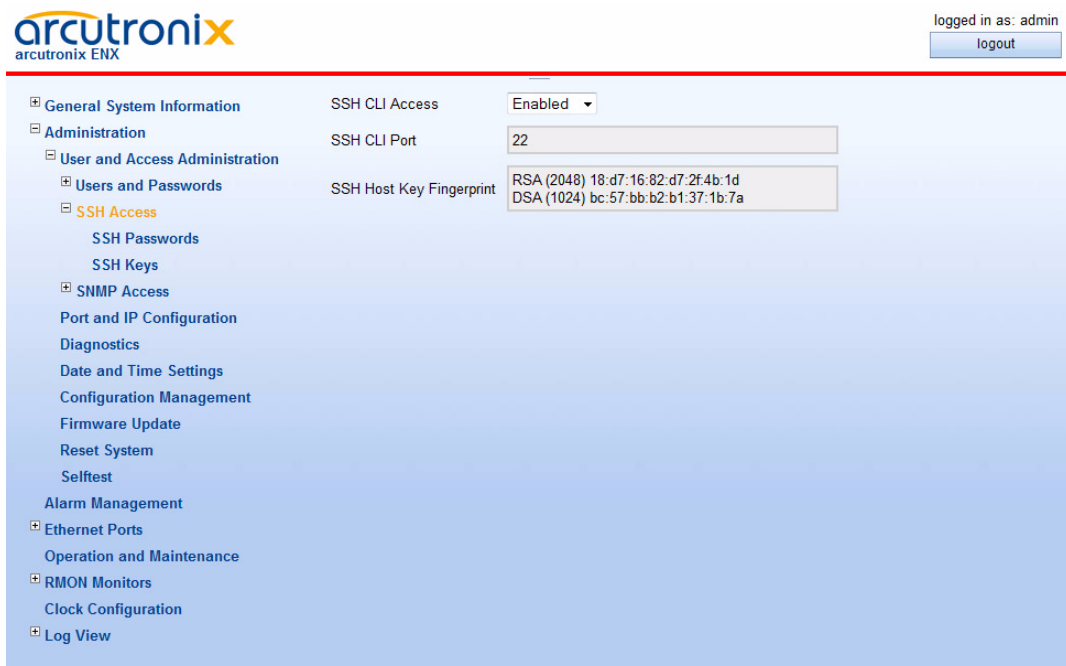 arcutronix
arcutronix ENX
logged in as: admin
logout
General System Information
Administration
User and Access Administration
Users and Passwords
SSH Access
SSH Passwords
SSH Keys
SNMP Access
Port and IP Configuration
Diagnostics
Date and Time Settings
Configuration Management
Firmware Update
Reset System
Selftest
Alarm Management
Ethernet Ports
Operation and Maintenance
RMON Monitors
Clock Configuration
Log View
SSH CLI Access Enabled
SSH CLI Port 22
SSH Host Key Fingerprint RSA (2048) 18:d7:16:82:d7:2f:4b:1d
DSA (1024) bc:57:bb:b2:b1:37:1b:7a